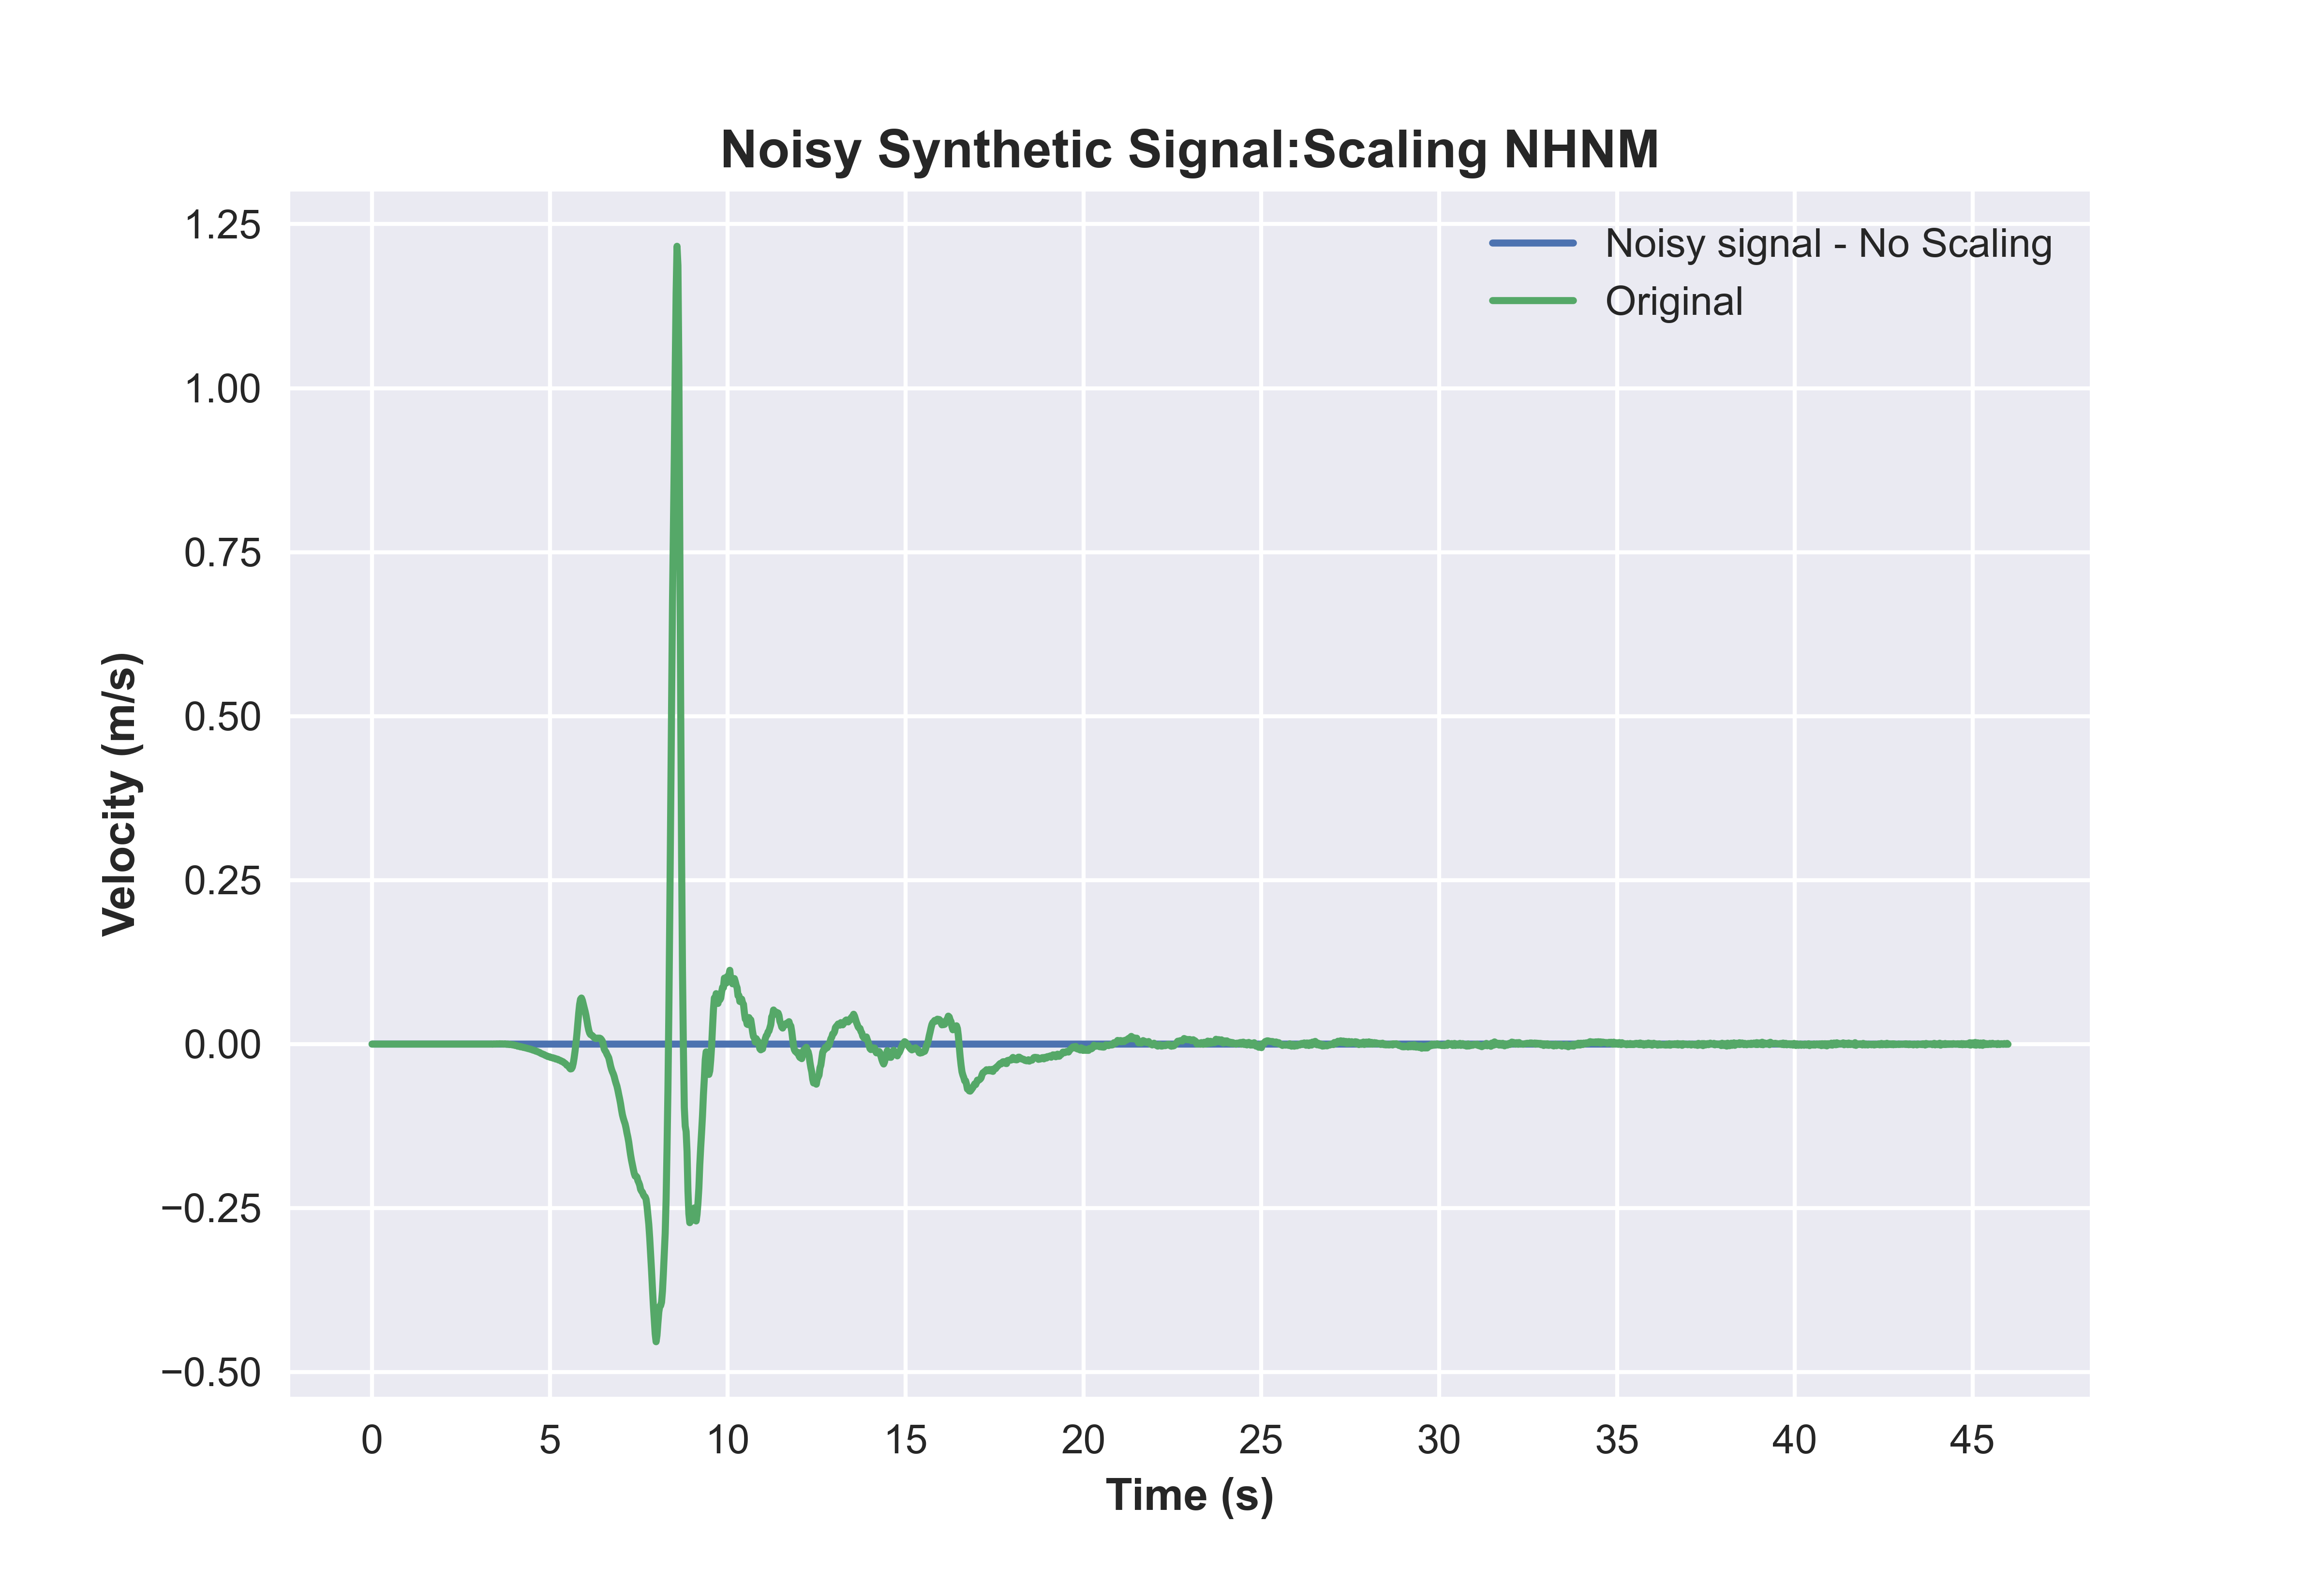 Noisy Synthetic Signal:Scaling NHNM
Noisy signal - No Scaling
Original
1.25
1.00
0.75
0.50
0.25
0.00
−0.25
−0.50
Velocity (m/s)
0 5 10 15 20 25 30 35 40 45
Time (s)